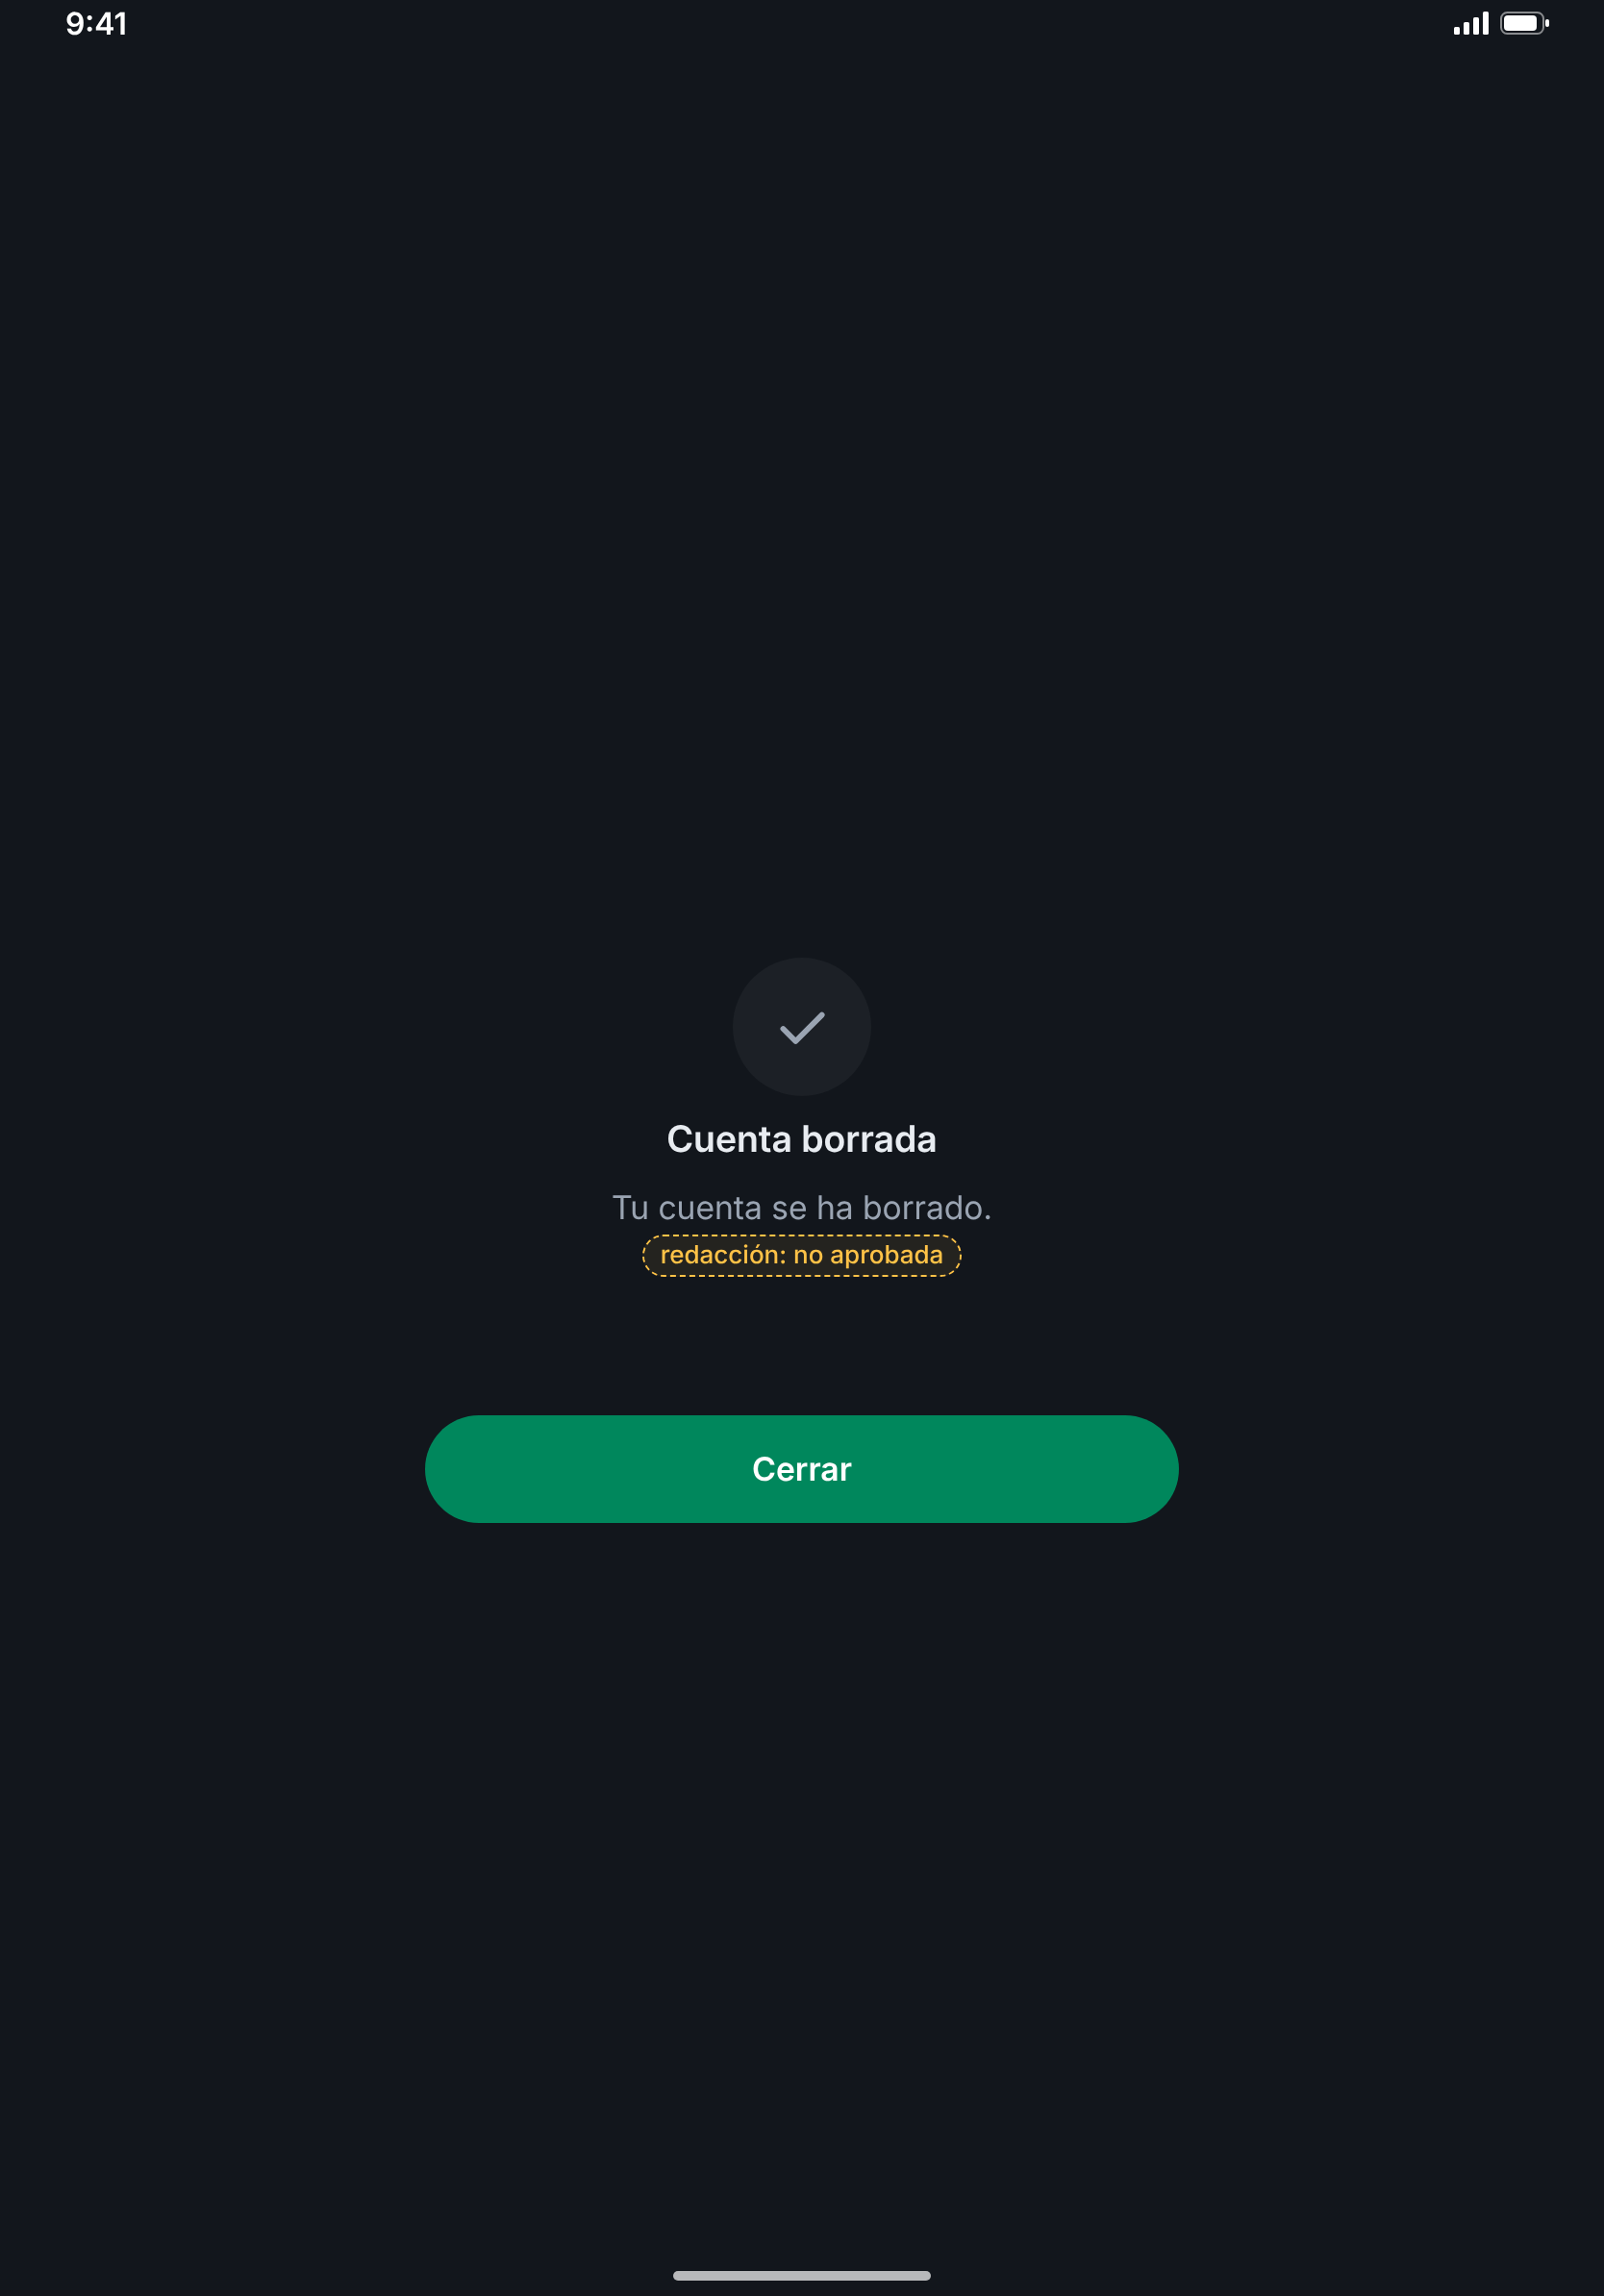 9:41
Cuenta borrada
Tu cuenta se ha borrado.
redacción: no aprobada
Cerrar